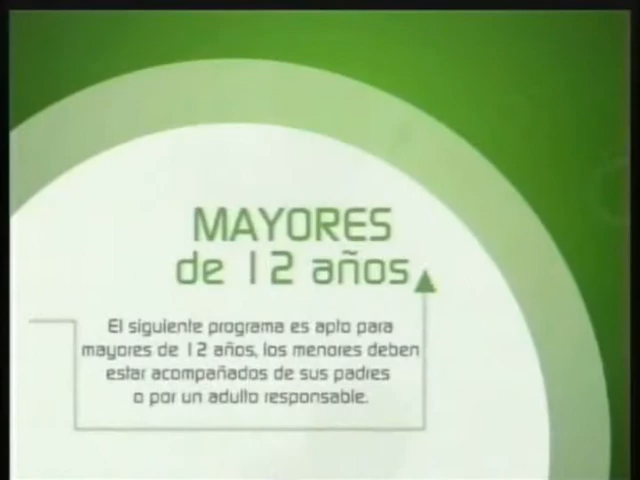 MAYORES
de 12 años
El siguiente programa es apto para
mayores de 12 años, los menores deben
estar acompañados de sus padres
o por un adulto responsable.